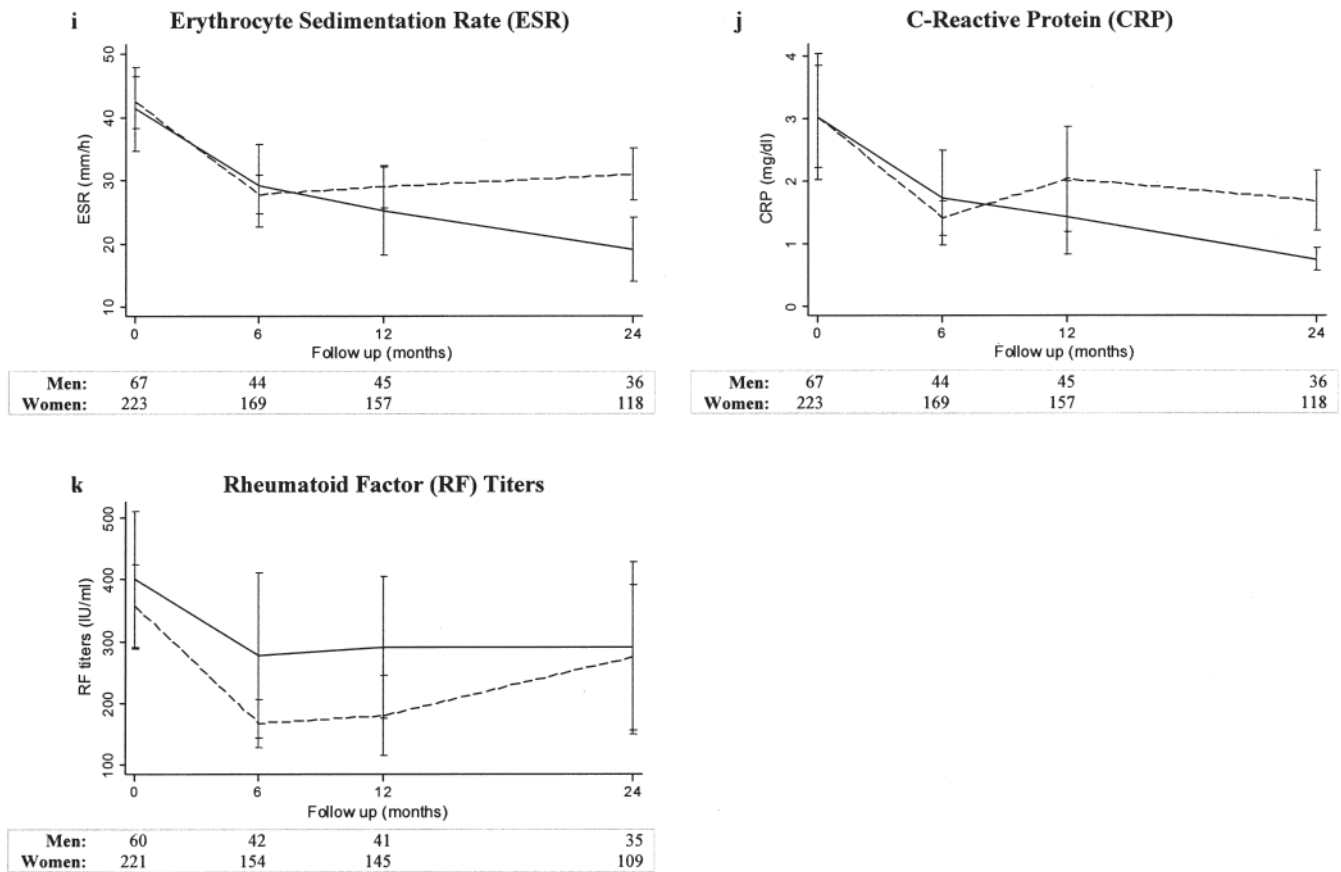 i Erythrocyte Sedimentation Rate (ESR)
ESR (mm/h)
50
40
30
20
10
0 6 12 24
Follow up (months)
Men: 67 44 45 36
Women: 223 169 157 118
j C-Reactive Protein (CRP)
CRP (mg/dl)
4
3
2
1
0
0 6 12 24
Follow up (months)
Men: 67 44 45 36
Women: 223 169 157 118
k Rheumatoid Factor (RF) Titers
RF titers (IU/ml)
500
400
300
200
100
0 6 12 24
Follow up (months)
Men: 60 42 41 35
Women: 221 154 145 109